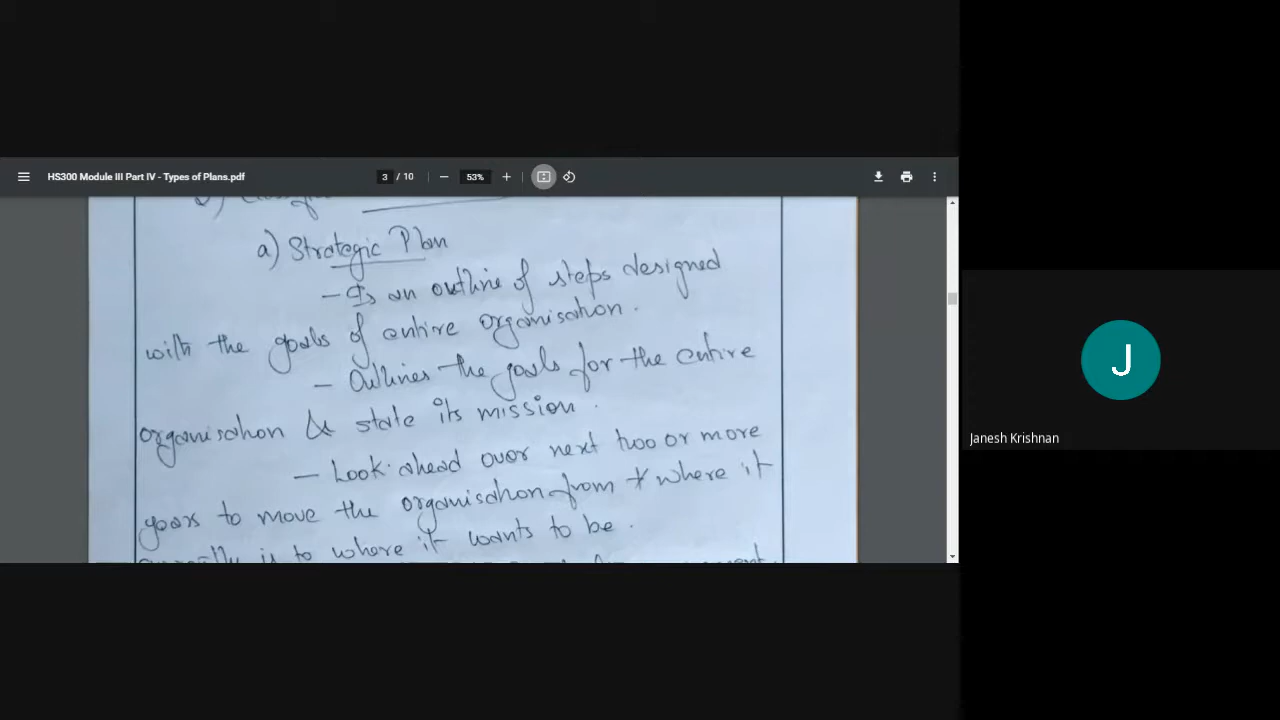 HS300 Module III Part IV - Types of Plans.pdf
3 / 10
53%
a) Strategic Plan
- Is an outline of steps designed
with the goals of entire organisation.
- Outlines the goals for the entire
organisation & state its mission.
- Look ahead over next two or more
years to move the organisation from where it
is to where it wants to be.
J
Janesh Krishnan